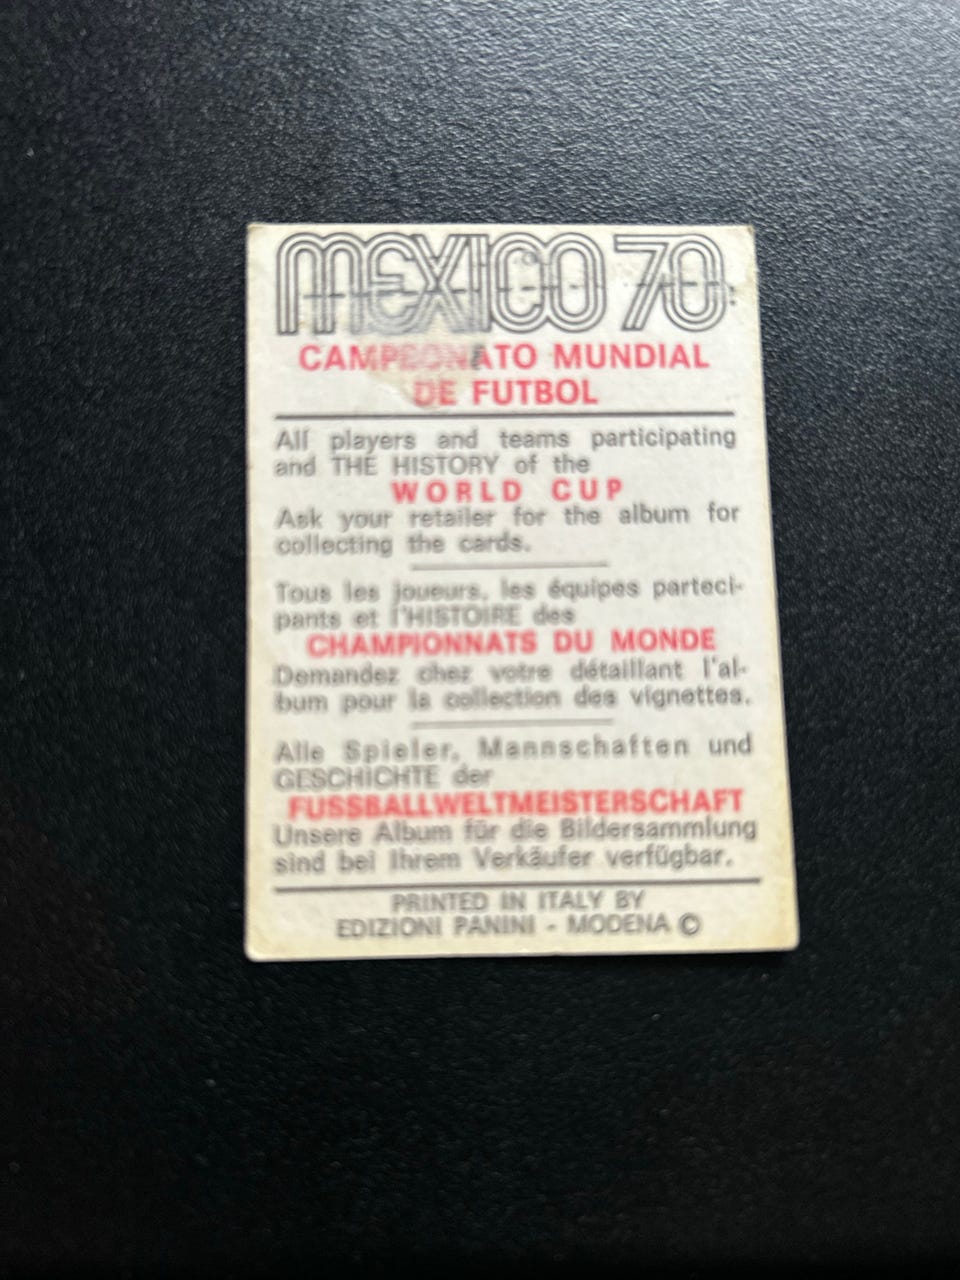 MEXICO 70
CAMPEONATO MUNDIAL
DE FUTBOL
All players and teams participating
and THE HISTORY of the
WORLD CUP
Ask your retailer for the album for
collecting the cards.
Tous les joueurs, les équipes parteci-
pants et l'HISTOIRE des
CHAMPIONNATS DU MONDE
Demandez chez votre détaillant l'al-
bum pour la collection des vignettes.
Alle Spieler, Mannschaften und
GESCHICHTE der
FUSSBALLWELTMEISTERSCHAFT
Unsere Album für die Bildersammlung
sind bei Ihrem Verkäufer verfügbar.
PRINTED IN ITALY BY
EDIZIONI PANINI - MODENA ©